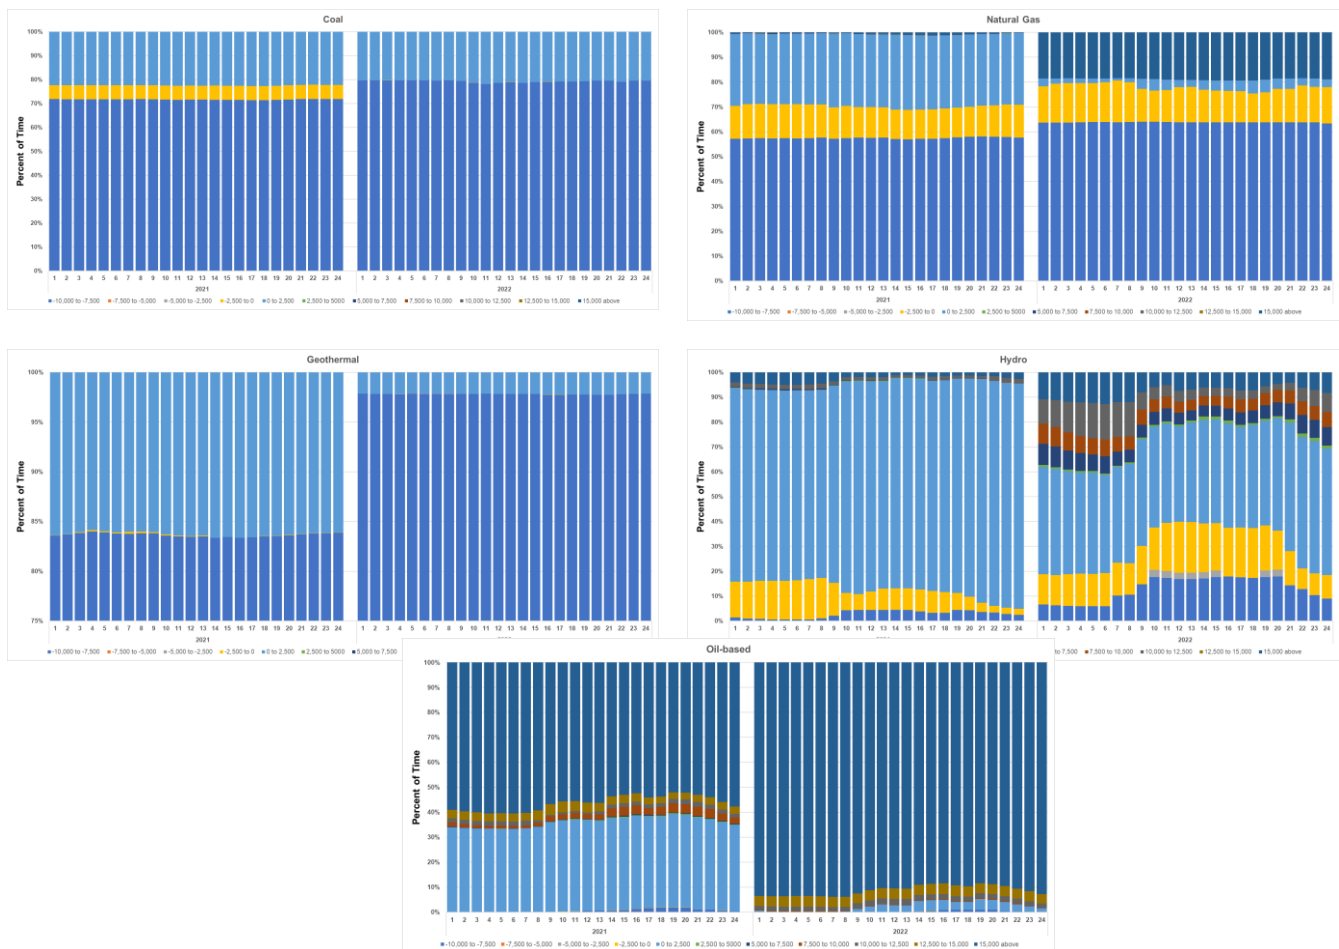 Coal
Percent of Time
100%
90%
80%
70%
60%
50%
40%
30%
20%
10%
0%
1 2 3 4 5 6 7 8 9 10 11 12 13 14 15 16 17 18 19 20 21 22 23 24 1 2 3 4 5 6 7 8 9 10 11 12 13 14 15 16 17 18 19 20 21 22 23 24
2021 2022
-10,000 to -7,500 -7,500 to -5,000 -5,000 to -2,500 -2,500 to 0 0 to 2,500 2,500 to 5000 5,000 to 7,500 7,500 to 10,000 10,000 to 12,500 12,500 to 15,000 15,000 above
Natural Gas
Percent of Time
100%
90%
80%
70%
60%
50%
40%
30%
20%
10%
0%
1 2 3 4 5 6 7 8 9 10 11 12 13 14 15 16 17 18 19 20 21 22 23 24 1 2 3 4 5 6 7 8 9 10 11 12 13 14 15 16 17 18 19 20 21 22 23 24
2021 2022
-10,000 to -7,500 -7,500 to -5,000 -5,000 to -2,500 -2,500 to 0 0 to 2,500 2,500 to 5000 5,000 to 7,500 7,500 to 10,000 10,000 to 12,500 12,500 to 15,000 15,000 above
Geothermal
Percent of Time
100%
95%
90%
85%
80%
75%
1 2 3 4 5 6 7 8 9 10 11 12 13 14 15 16 17 18 19 20 21 22 23 24 1 2 3 4 5 6 7 8 9 10 11 12 13 14 15 16 17 18 19 20 21 22 23 24
2021
-10,000 to -7,500 -7,500 to -5,000 -5,000 to -2,500 -2,500 to 0 0 to 2,500 2,500 to 5000 5,000 to 7,500
Hydro
Percent of Time
100%
90%
80%
70%
60%
50%
40%
30%
20%
10%
0%
1 2 3 4 5 6 7 8 9 10 11 12 13 14 15 16 17 18 19 20 21 22 23 24 1 2 3 4 5 6 7 8 9 10 11 12 13 14 15 16 17 18 19 20 21 22 23 24
2022
to 7,500 7,500 to 10,000 10,000 to 12,500 12,500 to 15,000 15,000 above
Oil-based
Percent of Time
100%
90%
80%
70%
60%
50%
40%
30%
20%
10%
0%
1 2 3 4 5 6 7 8 9 10 11 12 13 14 15 16 17 18 19 20 21 22 23 24 1 2 3 4 5 6 7 8 9 10 11 12 13 14 15 16 17 18 19 20 21 22 23 24
2021 2022
-10,000 to -7,500 -7,500 to -5,000 -5,000 to -2,500 -2,500 to 0 0 to 2,500 2,500 to 5000 5,000 to 7,500 7,500 to 10,000 10,000 to 12,500 12,500 to 15,000 15,000 above